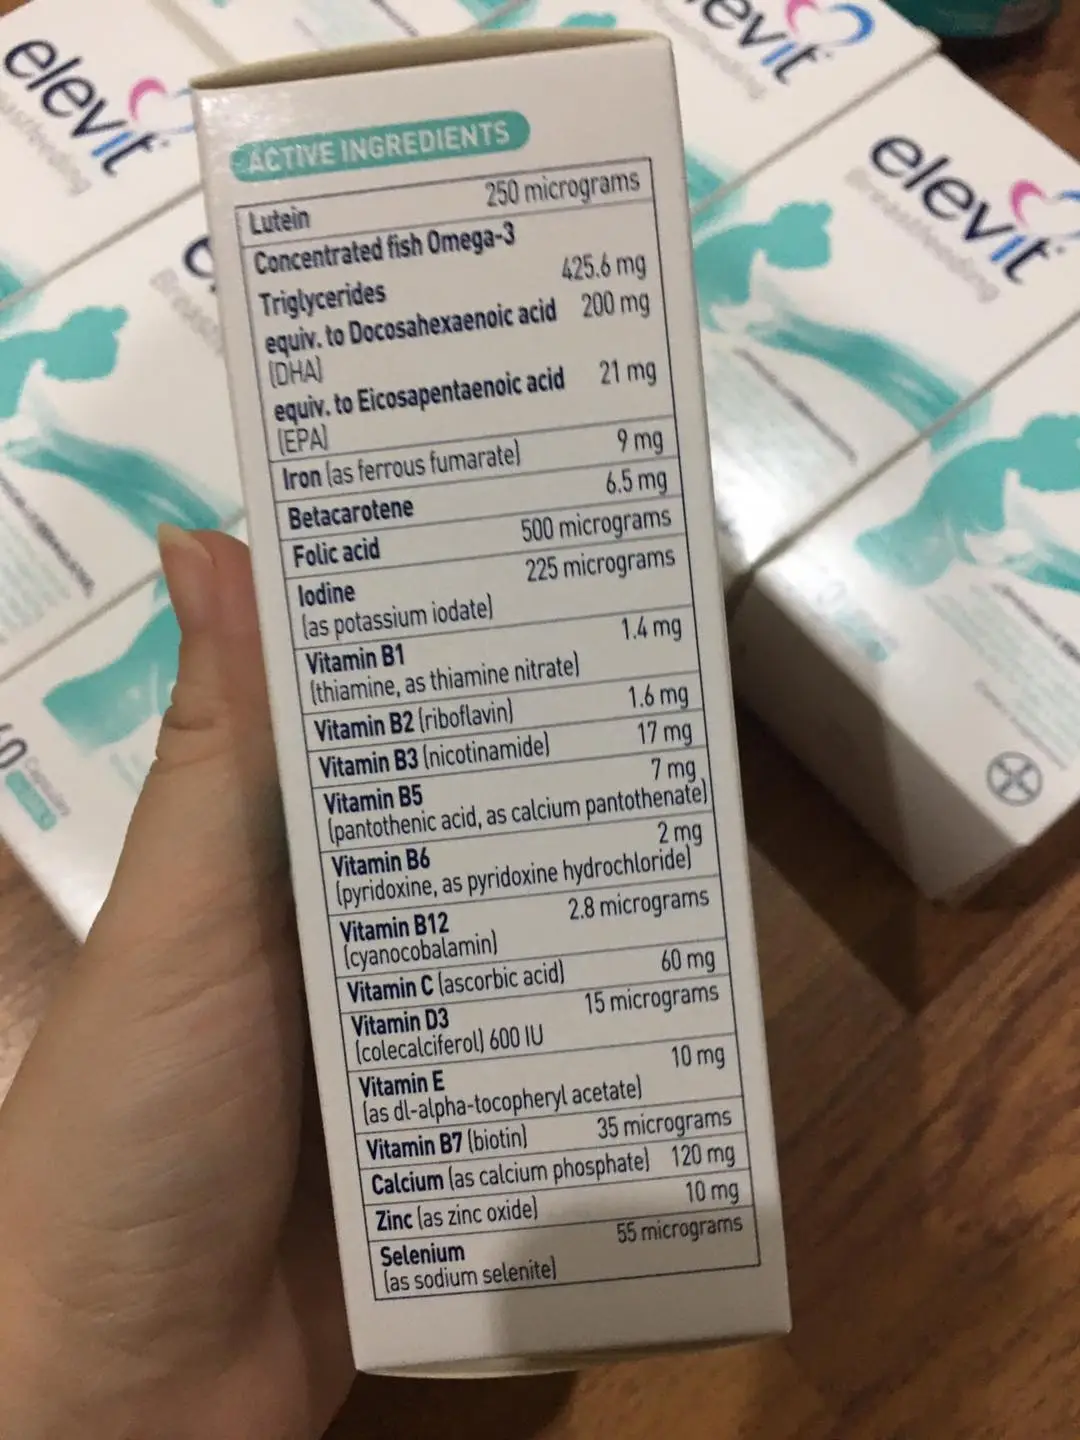 elevit
elevit
elevit
Breastfeeding
ACTIVE INGREDIENTS
Lutein 250 micrograms
Concentrated fish Omega-3
Triglycerides 425.6 mg
equiv. to Docosahexaenoic acid 200 mg
(DHA)
equiv. to Eicosapentaenoic acid 21 mg
(EPA)
Iron (as ferrous fumarate) 9 mg
Betacarotene 6.5 mg
Folic acid 500 micrograms
Iodine 225 micrograms
(as potassium iodate)
Vitamin B1 1.4 mg
(thiamine, as thiamine nitrate)
Vitamin B2 (riboflavin) 1.6 mg
Vitamin B3 (nicotinamide) 17 mg
Vitamin B5 7 mg
(pantothenic acid, as calcium pantothenate)
Vitamin B6 2 mg
(pyridoxine, as pyridoxine hydrochloride)
Vitamin B12 2.8 micrograms
(cyanocobalamin)
Vitamin C (ascorbic acid) 60 mg
Vitamin D3 15 micrograms
(colecalciferol) 600 IU
Vitamin E 10 mg
(as dl-alpha-tocopheryl acetate)
Vitamin B7 (biotin) 35 micrograms
Calcium (as calcium phosphate) 120 mg
Zinc (as zinc oxide) 10 mg
Selenium 55 micrograms
(as sodium selenite)